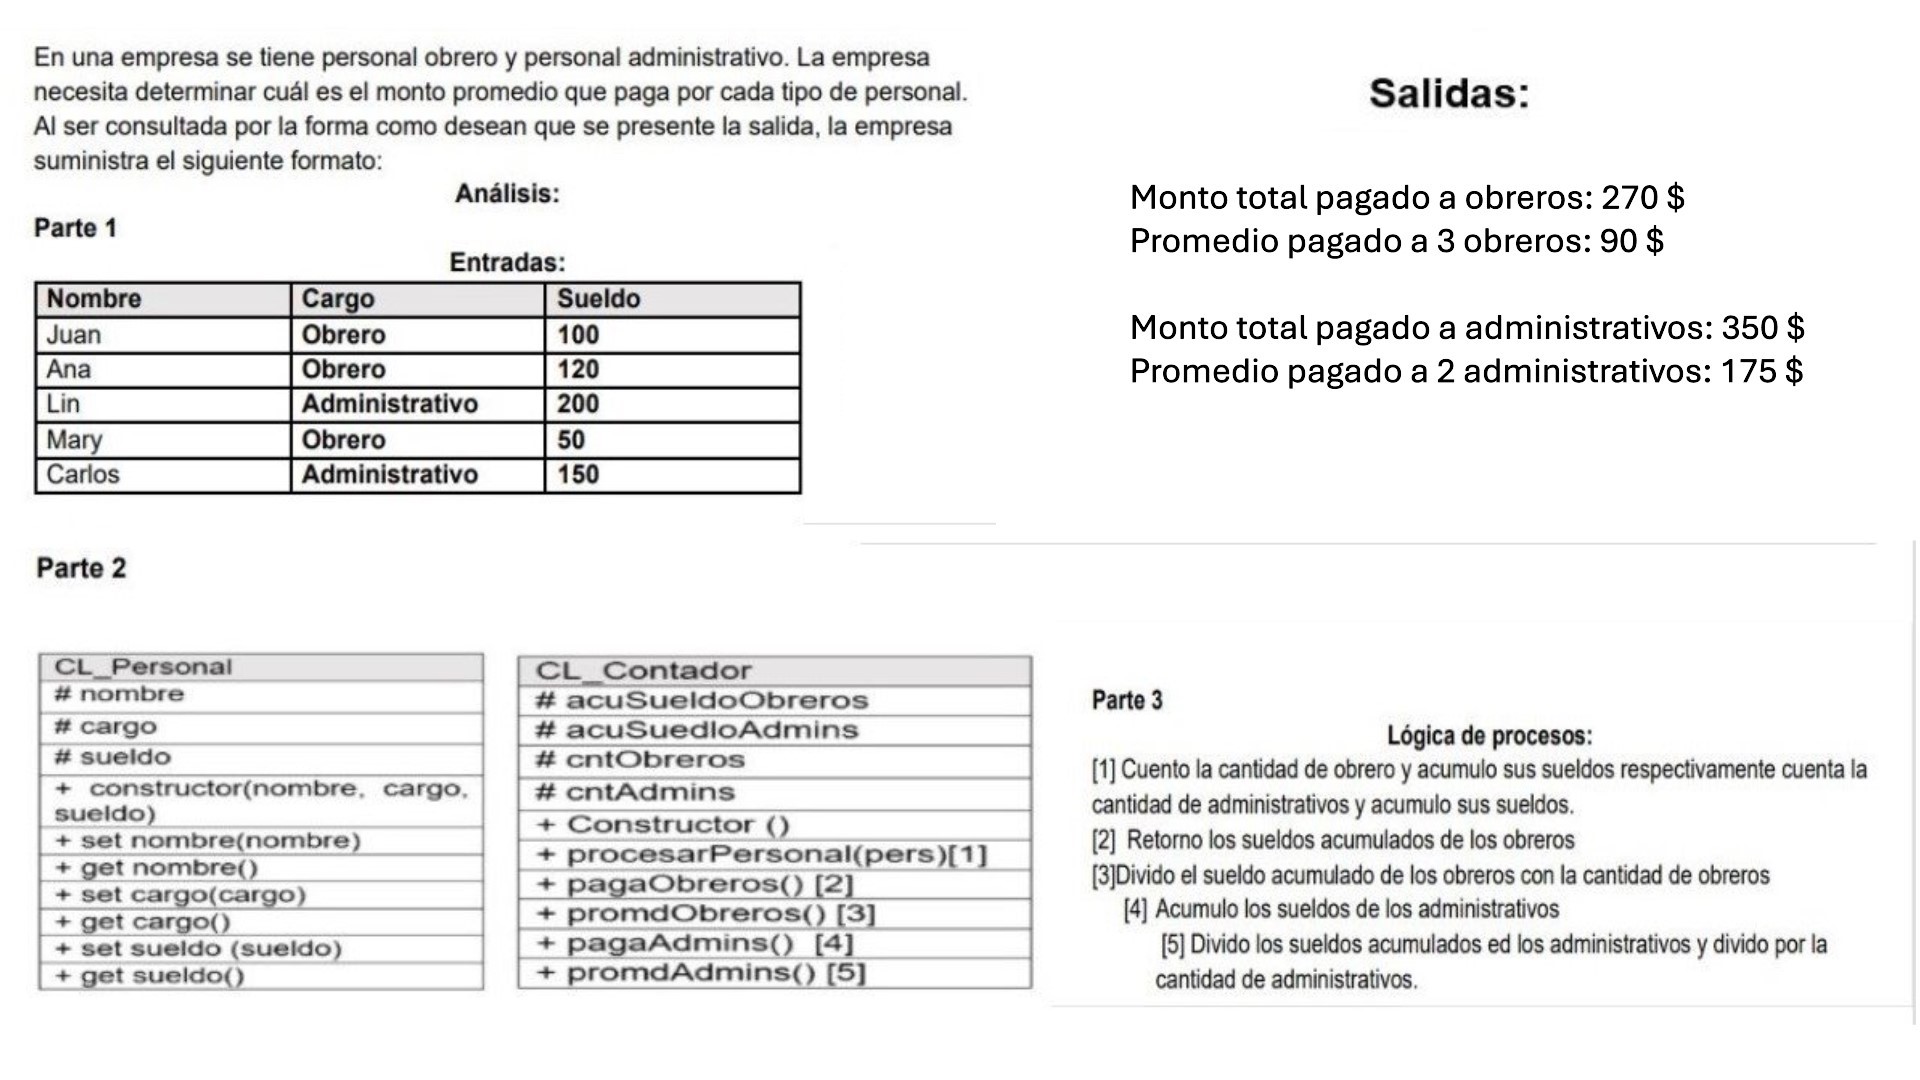 En una empresa se tiene personal obrero y personal administrativo. La empresa
necesita determinar cuál es el monto promedio que paga por cada tipo de personal.
Al ser consultada por la forma como desean que se presente la salida, la empresa
suministra el siguiente formato:
Análisis:
Parte 1
Entradas:
Nombre Cargo Sueldo
Juan Obrero 100
Ana Obrero 120
Lin Administrativo 200
Mary Obrero 50
Carlos Administrativo 150
Salidas:
Monto total pagado a obreros: 270 $
Promedio pagado a 3 obreros: 90 $
Monto total pagado a administrativos: 350 $
Promedio pagado a 2 administrativos: 175 $
Parte 2
CL_Personal
# nombre
# cargo
# sueldo
+ constructor(nombre, cargo,
sueldo)
+ set nombre(nombre)
+ get nombre()
+ set cargo(cargo)
+ get cargo()
+ set sueldo (sueldo)
+ get sueldo()
CL_Contador
# acuSueldoObreros
# acuSuedloAdmins
# cntObreros
# cntAdmins
+ Constructor ()
+ procesarPersonal(pers)[1]
+ pagaObreros() [2]
+ promdObreros() [3]
+ pagaAdmins() [4]
+ promdAdmins() [5]
Parte 3
Lógica de procesos:
[1] Cuento la cantidad de obrero y acumulo sus sueldos respectivamente cuenta la
cantidad de administrativos y acumulo sus sueldos.
[2] Retorno los sueldos acumulados de los obreros
[3]Divido el sueldo acumulado de los obreros con la cantidad de obreros
[4] Acumulo los sueldos de los administrativos
[5] Divido los sueldos acumulados ed los administrativos y divido por la
cantidad de administrativos.